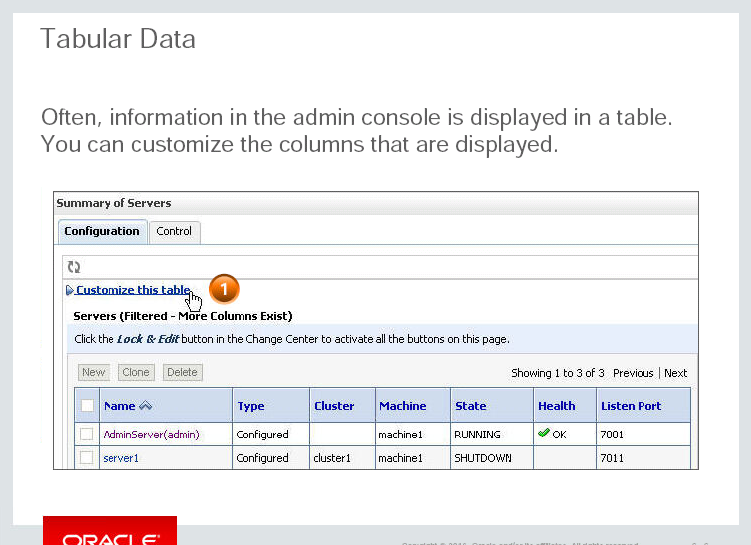 Tabular Data
Often, information in the admin console is displayed in a table.
You can customize the columns that are displayed.
Summary of Servers
Configuration Control
Customize this table 1
Servers (Filtered - More Columns Exist)
Click the Lock & Edit button in the Change Center to activate all the buttons on this page.
New Clone Delete Showing 1 to 3 of 3 Previous | Next
Name Type Cluster Machine State Health Listen Port
AdminServer(admin) Configured machine1 RUNNING OK 7001
server1 Configured cluster1 machine1 SHUTDOWN 7011
ORACLE